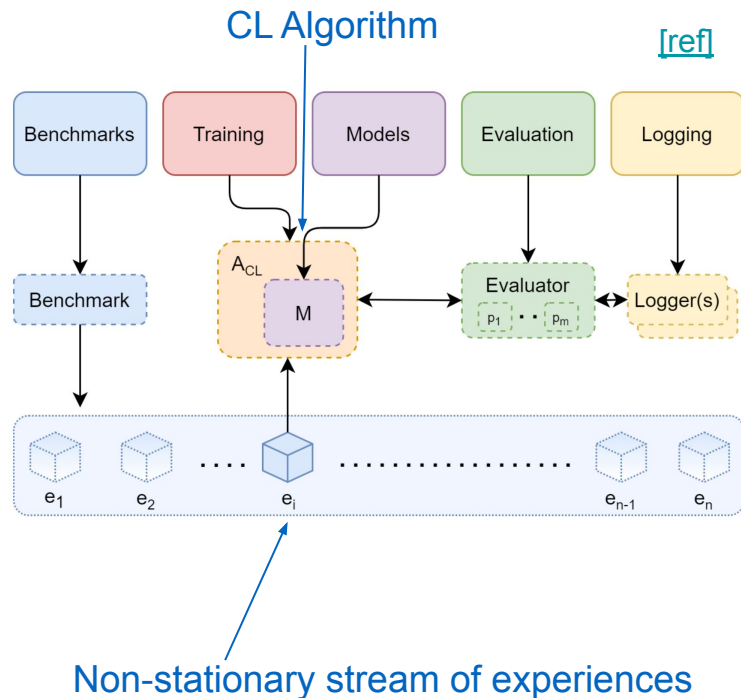 CL Algorithm
[ref]
Benchmarks
Training
Models
Evaluation
Logging
A_CL
M
Benchmark
Evaluator
p_1 . . p_m
Logger(s)
e_1
e_2
....
e_i
..................
e_n-1
e_n
Non-stationary stream of experiences